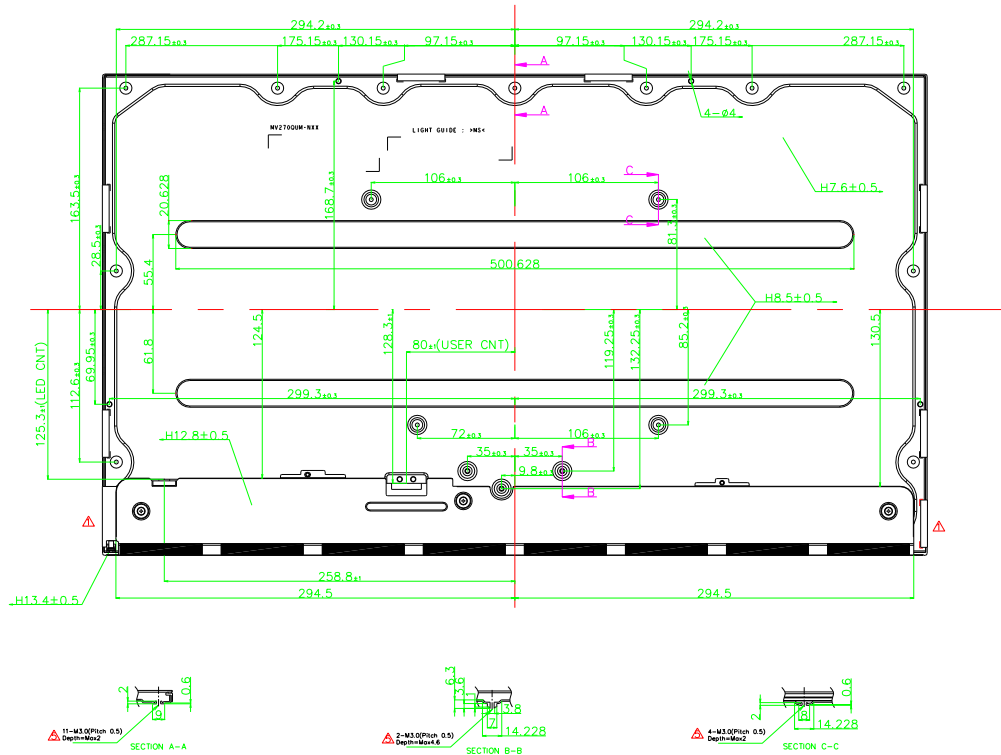 294.2±0.3 294.2±0.3
287.15±0.3 175.15±0.3 130.15±0.3 97.15±0.3 97.15±0.3 130.15±0.3 175.15±0.3 287.15±0.3
A
A
4-Ø4
MV270QUM-NXX LIGHT GUIDE : >MS<
C
106±0.3 106±0.3
H7.6±0.5
163.5±0.3
20.628
168.7±0.3
81.3±0.3
C
28.5±0.3
55.4
500.628
H8.5±0.5
125.3±1(LED CNT)
112.6±0.3
69.95±0.3
61.8
124.5
128.3±1
80±1(USER CNT)
119.25±0.3
132.25±0.3
85.2±0.3
130.5
299.3±0.3 299.3±0.3
H12.8±0.5
72±0.3 106±0.3
B
35±0.3 35±0.3
9.8±0.3
B
1 1
258.8±1
294.5 294.5
H13.4±0.5
2
0.6
9
11-M3.0(Pitch 0.5)
Depth=Max2
SECTION A-A
6.3
3.6
1
3.8
7
14.228
2-M3.0(Pitch 0.5)
Depth=Max4.6
SECTION B-B
0.6
2
8
14.228
4-M3.0(Pitch 0.5)
Depth=Max2
SECTION C-C